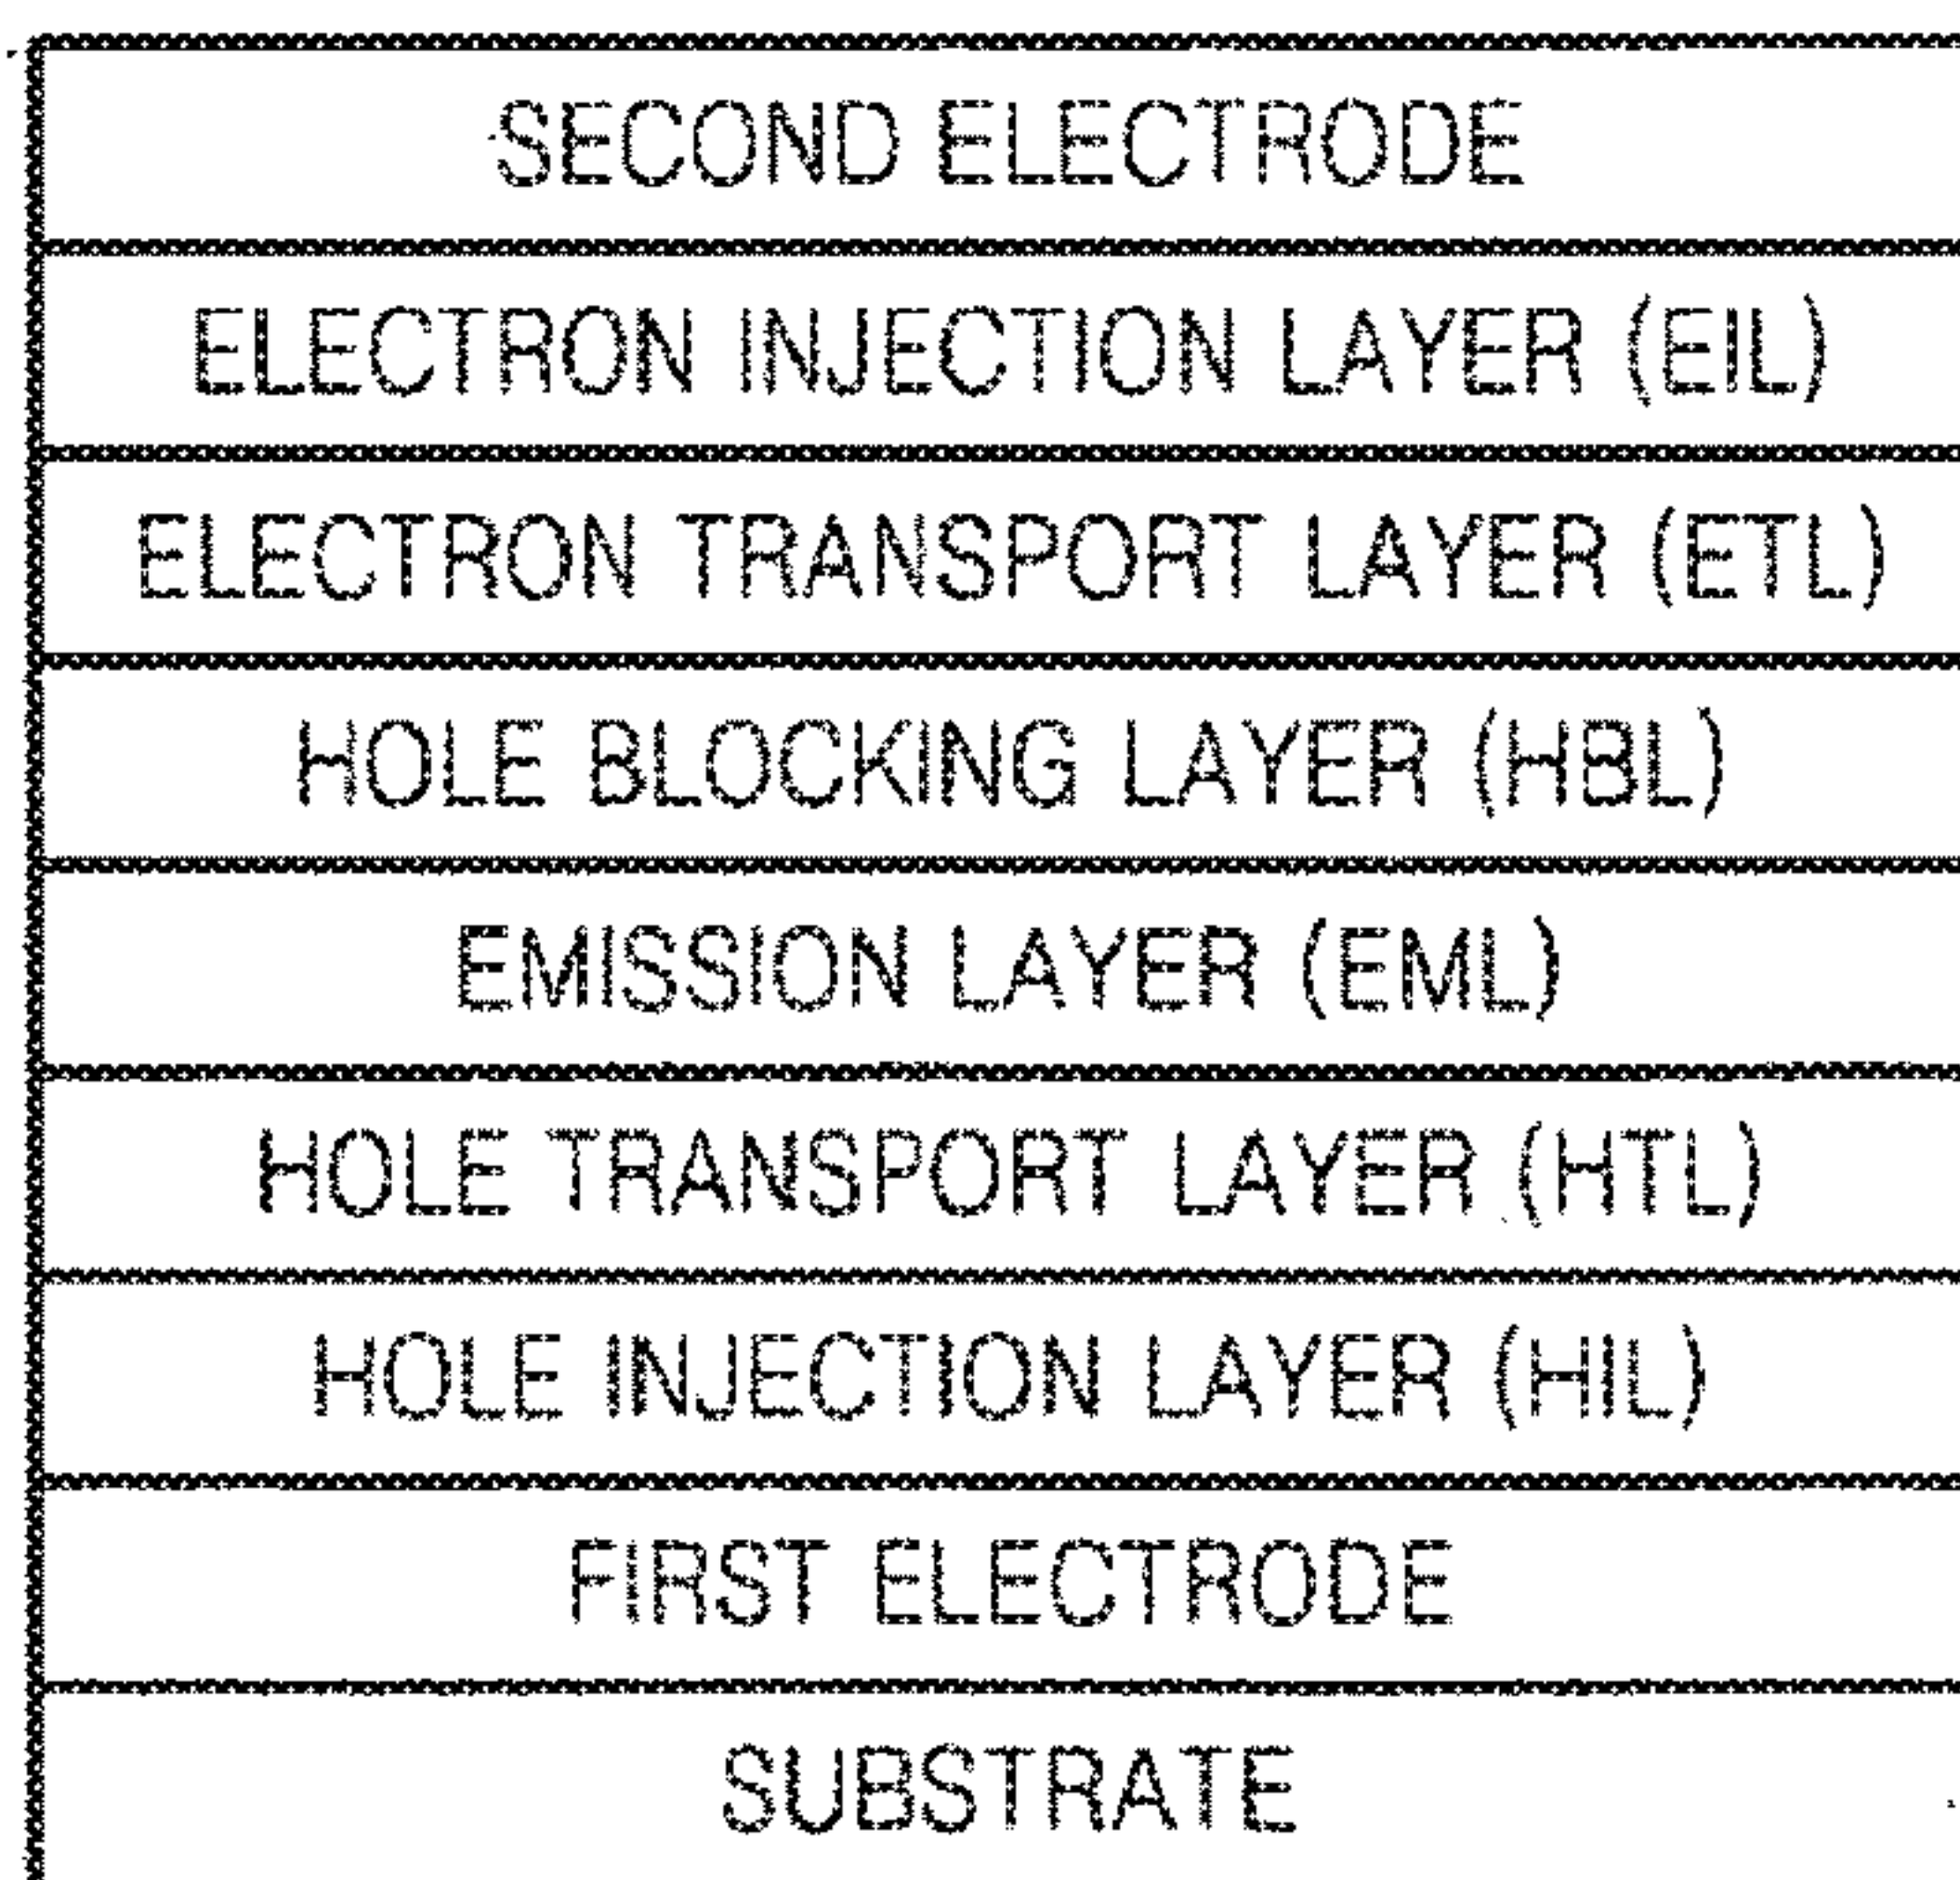 SECOND ELECTRODE
ELECTRON INJECTION LAYER (EIL)
ELECTRON TRANSPORT LAYER (ETL)
HOLE BLOCKING LAYER (HBL)
EMISSION LAYER (EML)
HOLE TRANSPORT LAYER (HTL)
HOLE INJECTION LAYER (HIL)
FIRST ELECTRODE
SUBSTRATE